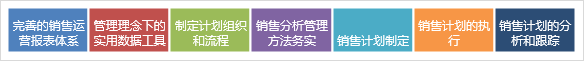 完善的销售运
营报表体系
管理理念下的
实用数据工具
制定计划组织
和流程
销售分析管理
方法务实
销售计划制定
销售计划的执
行
销售计划的分
析和跟踪